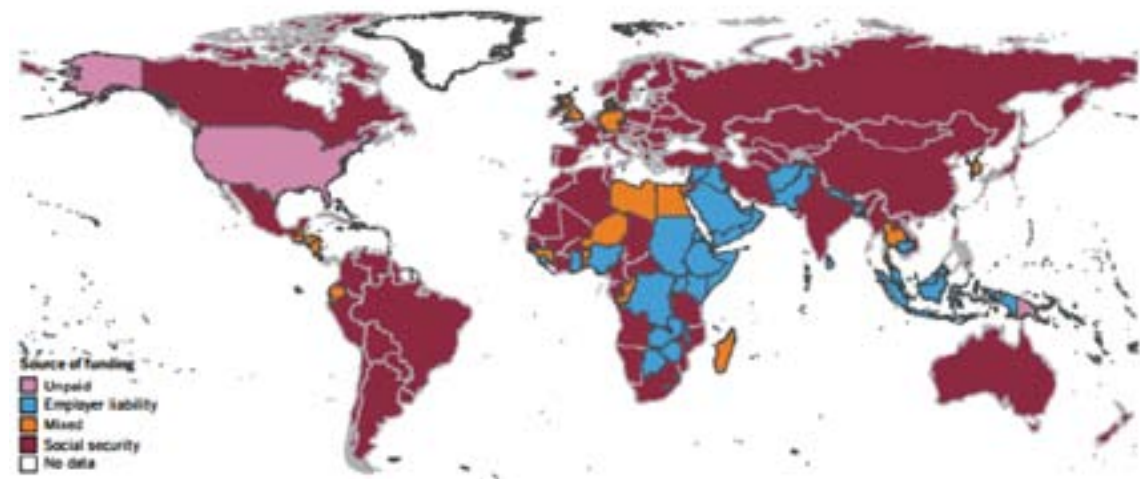 Source of funding
Unpaid
Employer liability
Mixed
Social security
No data